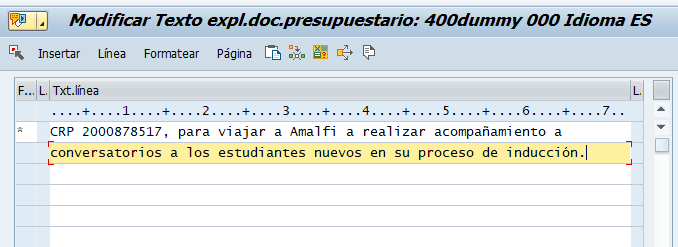 Modificar Texto expl.doc.presupuestario: 400dummy 000 Idioma ES
Insertar Línea Formatear Página
F... L. Txt.línea L.
....+....1....+....2....+....3....+....4....+....5....+....6....+....7..
* CRP 2000878517, para viajar a Amalfi a realizar acompañamiento a
conversatorios a los estudiantes nuevos en su proceso de inducción.